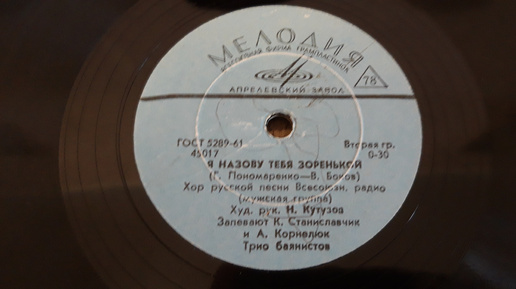 МЕЛОДИЯ
ВСЕСОЮЗНАЯ ФИРМА ГРАМПЛАСТИНОК
78
АПРЕЛЕВСКИЙ ЗАВОД
ГОСТ 5289-61
Вторая гр.
45017
0-30
Я НАЗОВУ ТЕБЯ ЗОРЕНЬКОЙ
(Г. Пономаренко—В. Боков)
Хор русской песни Всесоюзн. радио
(мужская группа)
Худ. рук. Н. Кутузов
Запевают К. Станиславчик
и А. Корнелюк
Трио баянистов